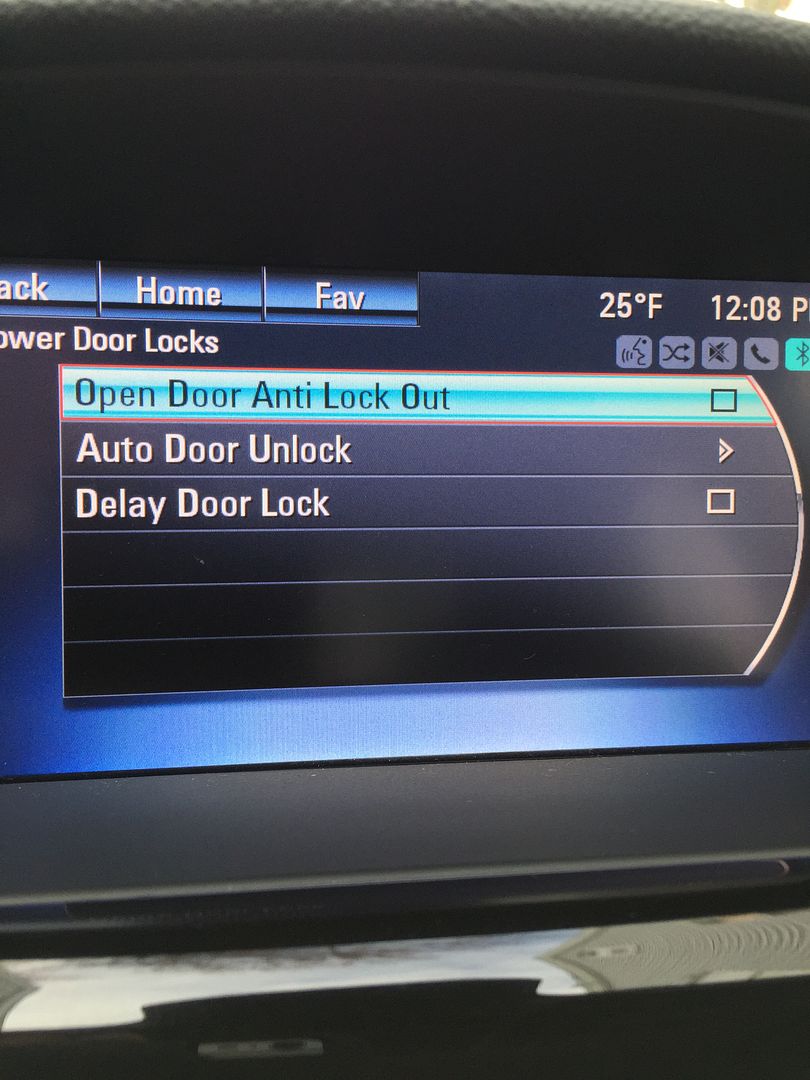 ack Home Fav 25°F 12:08 P
ower Door Locks
Open Door Anti Lock Out
Auto Door Unlock
Delay Door Lock